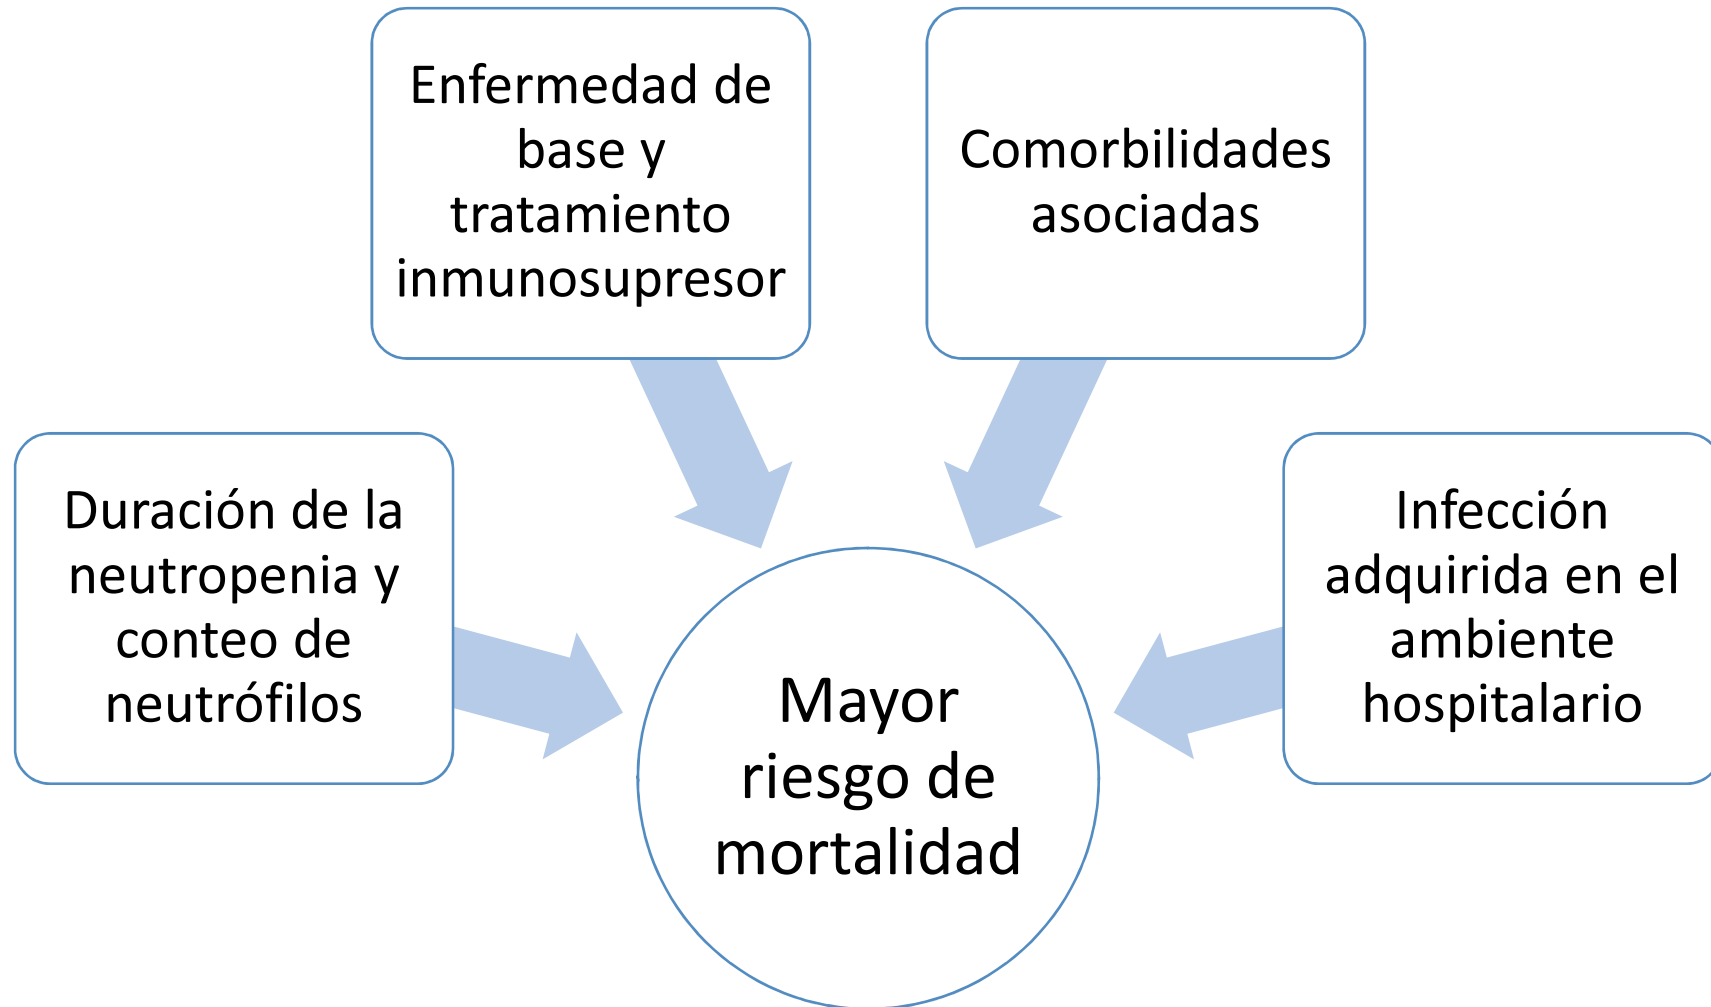 Enfermedad de
base y
tratamiento
inmunosupresor
Comorbilidades
asociadas
Duración de la
neutropenia y
conteo de
neutrófilos
Infección
adquirida en el
ambiente
hospitalario
Mayor
riesgo de
mortalidad